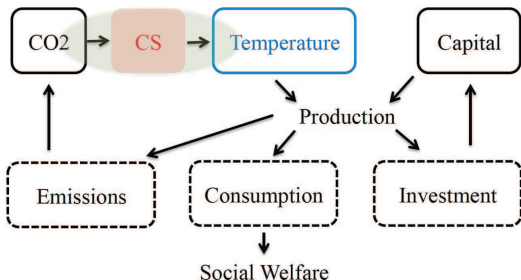 CO2
CS
Temperature
Capital
Production
Emissions
Consumption
Investment
Social Welfare